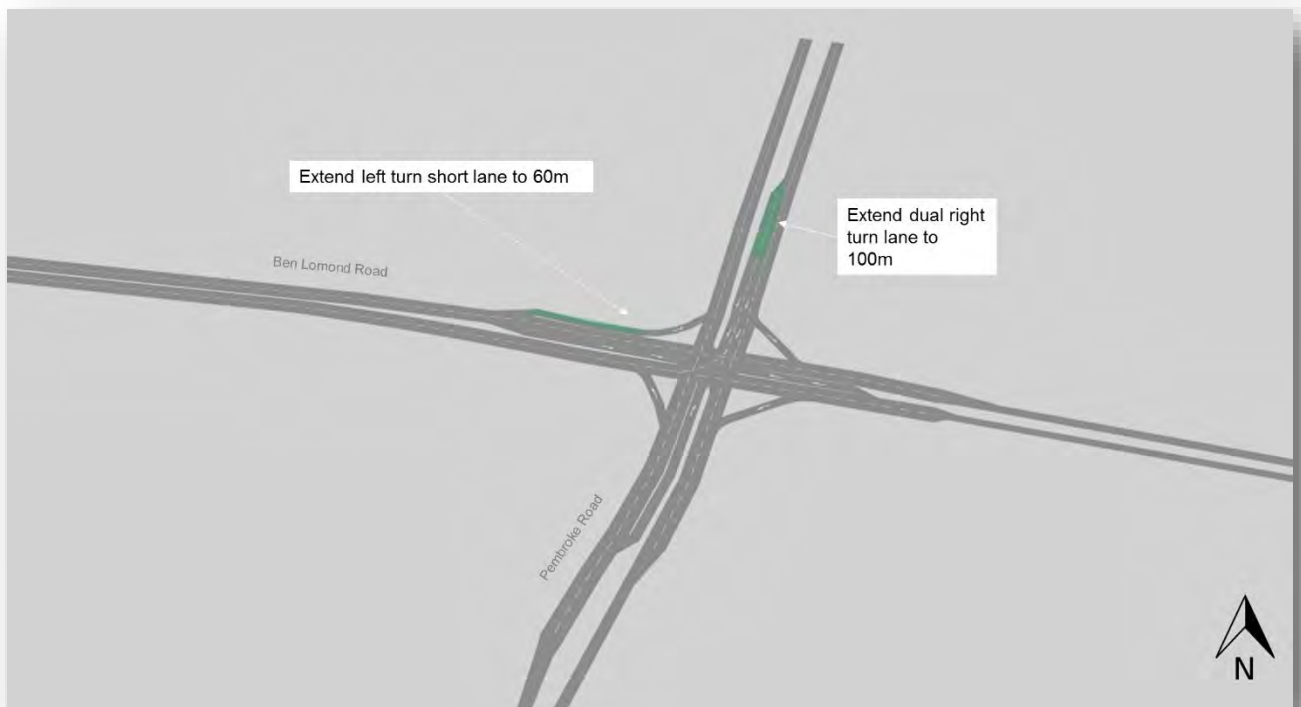 Extend left turn short lane to 60m
Extend dual right
turn lane to
100m
Ben Lomond Road
Pembroke Road
N